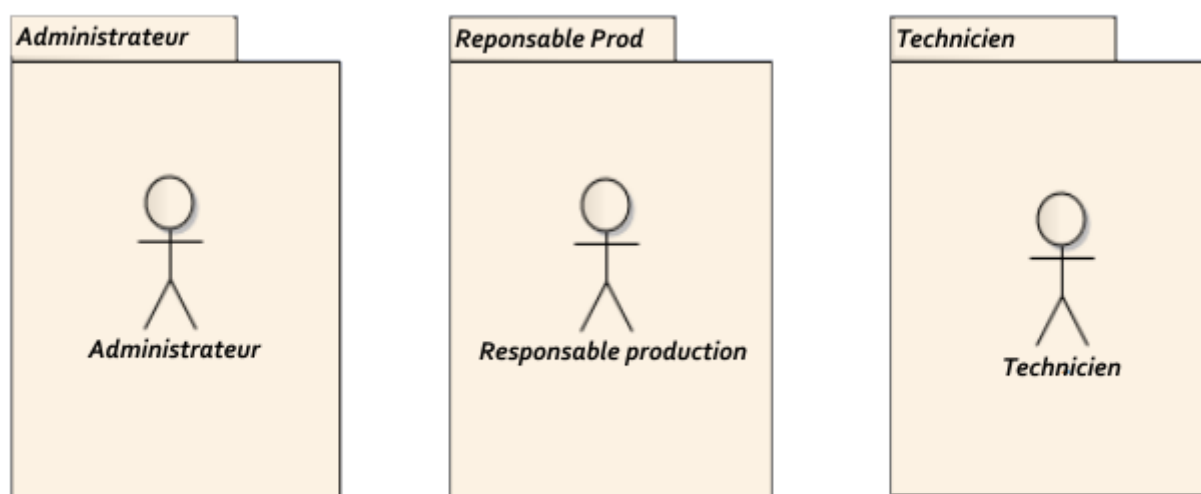 Administrateur
Reponsable Prod
Technicien
Administrateur
Responsable production
Technicien